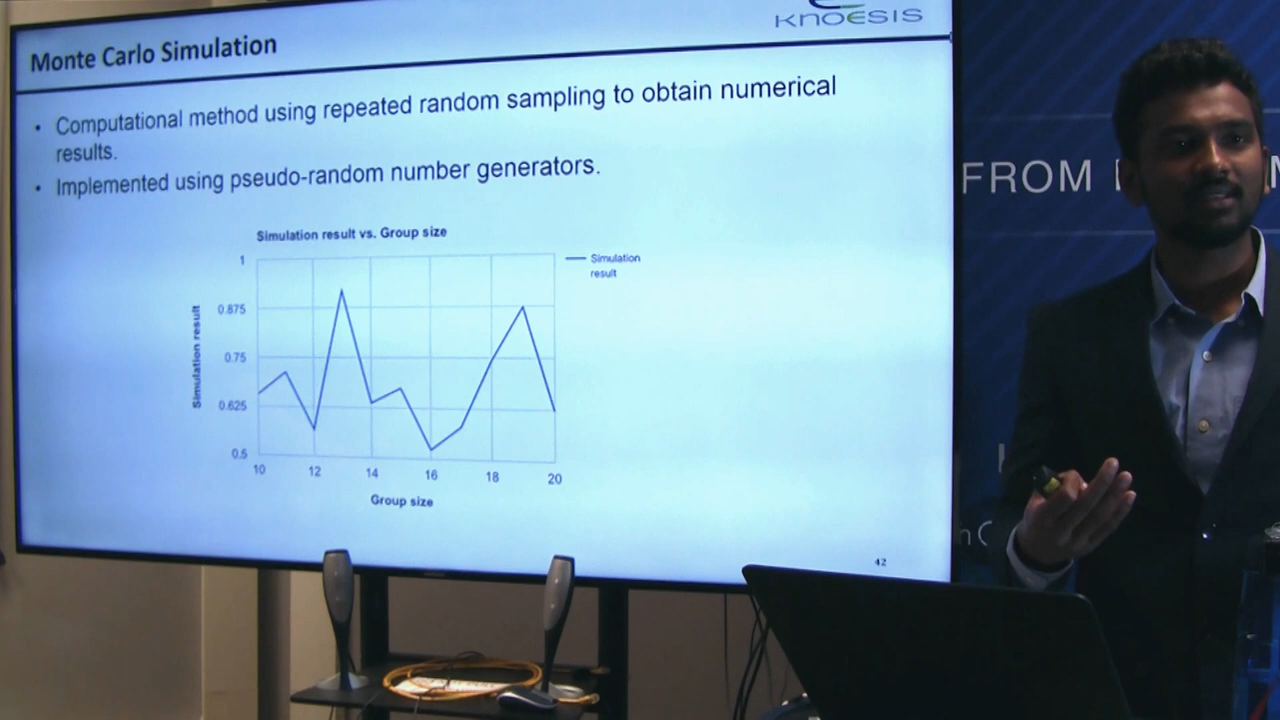 KNOESIS
Monte Carlo Simulation
• Computational method using repeated random sampling to obtain numerical
results.
• Implemented using pseudo-random number generators.
Simulation result vs. Group size
Simulation
result
Simulation result
1
0.875
0.75
0.625
0.5
10 12 14 16 18 20
Group size
42
FROM